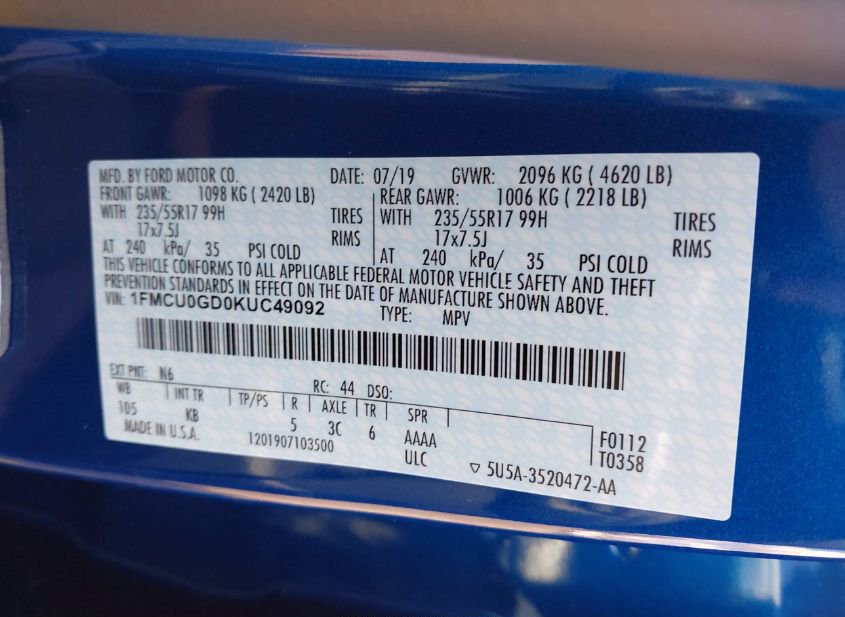 MFD. BY FORD MOTOR CO. DATE: 07/19 GVWR: 2096 KG ( 4620 LB)
FRONT GAWR: 1098 KG ( 2420 LB) REAR GAWR: 1006 KG ( 2218 LB)
WITH 235/55R17 99H TIRES WITH 235/55R17 99H TIRES
17x7.5J RIMS 17x7.5J RIMS
AT 240 kPa/ 35 PSI COLD AT 240 kPa/ 35 PSI COLD
THIS VEHICLE CONFORMS TO ALL APPLICABLE FEDERAL MOTOR VEHICLE SAFETY AND THEFT
PREVENTION STANDARDS IN EFFECT ON THE DATE OF MANUFACTURE SHOWN ABOVE.
VIN: 1FMCU0GD0KUC49092 TYPE: MPV
EXT PNT: N6 RC: 44 DSO:
WB INT TR TP/PS R AXLE TR SPR
105 KB 5 3C 6 AAAA F0112
MADE IN U.S.A. 1201907103500 ULC T0358
5U5A-3520472-AA